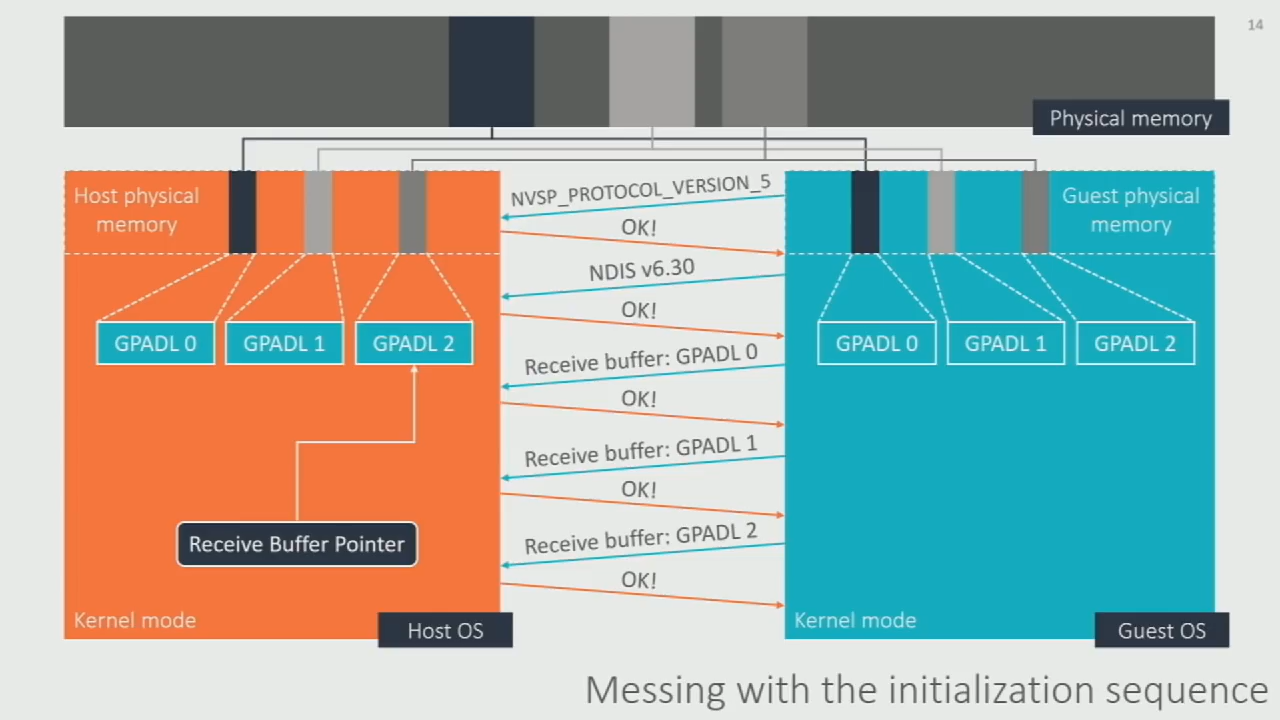 14
Physical memory
Host physical
memory
NVSP_PROTOCOL_VERSION_5
Guest physical
memory
OK!
NDIS v6.30
OK!
GPADL 0
GPADL 1
GPADL 2
Receive buffer: GPADL 0
GPADL 0
GPADL 1
GPADL 2
OK!
Receive buffer: GPADL 1
OK!
Receive Buffer Pointer
Receive buffer: GPADL 2
OK!
Kernel mode
Host OS
Kernel mode
Guest OS
Messing with the initialization sequence